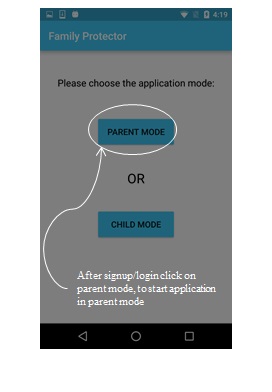 4:19
Family Protector
Please choose the application mode:
PARENT MODE
OR
CHILD MODE
After signup/login click on
parent mode, to start application
in parent mode